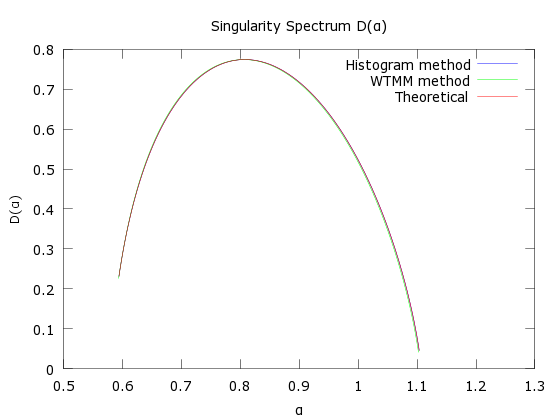 Singularity Spectrum D(α)
0.8
0.7
0.6
0.5
0.4
0.3
0.2
0.1
0
D(α)
Histogram method
WTMM method
Theoretical
0.5 0.6 0.7 0.8 0.9 1 1.1 1.2 1.3
α